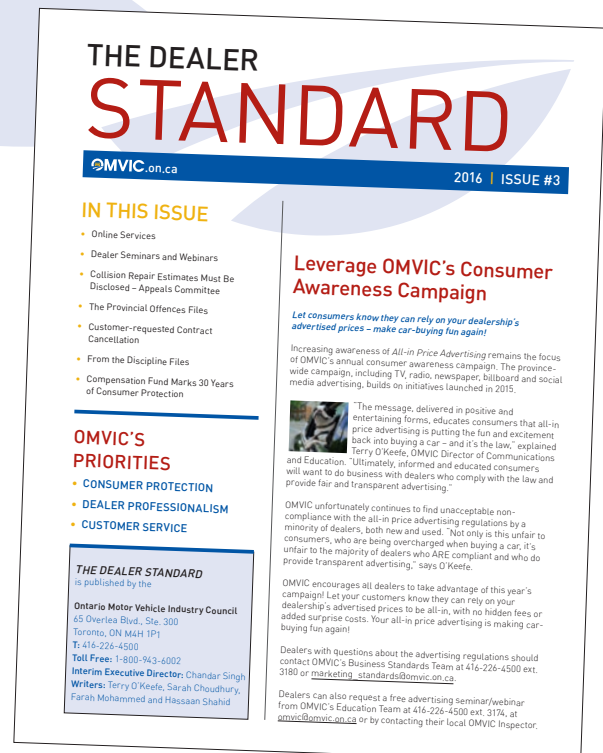 THE DEALER
STANDARD
OMVIC.on.ca
2016 | ISSUE #3
IN THIS ISSUE
• Online Services
• Dealer Seminars and Webinars
• Collision Repair Estimates Must Be
Disclosed – Appeals Committee
• The Provincial Offences Files
• Customer-requested Contract
Cancellation
• From the Discipline Files
• Compensation Fund Marks 30 Years
of Consumer Protection
OMVIC'S
PRIORITIES
• CONSUMER PROTECTION
• DEALER PROFESSIONALISM
• CUSTOMER SERVICE
THE DEALER STANDARD
is published by the
Ontario Motor Vehicle Industry Council
65 Overlea Blvd., Ste. 300
Toronto, ON M4H 1P1
T: 416-226-4500
Toll Free: 1-800-943-6002
Interim Executive Director: Chandar Singh
Writers: Terry O'Keefe, Sarah Choudhury,
Farah Mohammed and Hassaan Shahid
Leverage OMVIC's Consumer
Awareness Campaign
Let consumers know they can rely on your dealership's
advertised prices – make car-buying fun again!
Increasing awareness of All-in Price Advertising remains the focus
of OMVIC's annual consumer awareness campaign. The province-
wide campaign, including TV, radio, newspaper, billboard and social
media advertising, builds on initiatives launched in 2015.
"The message, delivered in positive and
entertaining forms, educates consumers that all-in
price advertising is putting the fun and excitement
back into buying a car – and it's the law," explained
Terry O'Keefe, OMVIC Director of Communications
and Education. "Ultimately, informed and educated consumers
will want to do business with dealers who comply with the law and
provide fair and transparent advertising."
OMVIC unfortunately continues to find unacceptable non-
compliance with the all-in price advertising regulations by a
minority of dealers, both new and used. "Not only is this unfair to
consumers, who are being overcharged when buying a car, it's
unfair to the majority of dealers who ARE compliant and who do
provide transparent advertising," says O'Keefe.
OMVIC encourages all dealers to take advantage of this year's
campaign! Let your customers know they can rely on your
dealership's advertised prices to be all-in, with no hidden fees or
added surprise costs. Your all-in price advertising is making car-
buying fun again!
Dealers with questions about the advertising regulations should
contact OMVIC's Business Standards Team at 416-226-4500 ext.
3180 or marketing_standards@omvic.on.ca.
Dealers can also request a free advertising seminar/webinar
from OMVIC's Education Team at 416-226-4500 ext. 3174, at
omvic@omvic.on.ca or by contacting their local OMVIC Inspector.